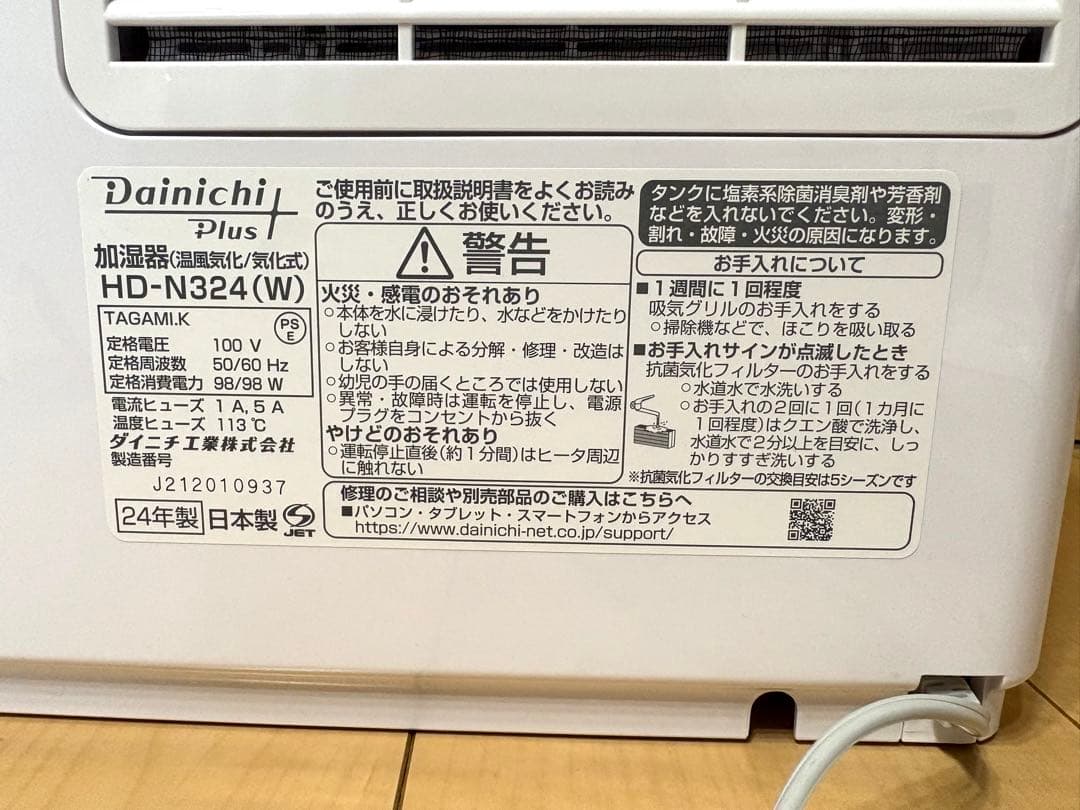 Dainichi
Plus
加湿器(温風気化/気化式)
HD-N324(W)
TAGAMI.K
PS
E
定格電圧 100 V
定格周波数 50/60 Hz
定格消費電力 98/98 W
電流ヒューズ 1 A, 5 A
温度ヒューズ 113℃
ダイニチ工業株式会社
製造番号
J212010937
24年製
日本製
JET
ご使用前に取扱説明書をよくお読み
のうえ、正しくお使いください。
警告
火災・感電のおそれあり
○本体を水に浸けたり、水などをかけたり
しない
○お客様自身による分解・修理・改造は
しない
○幼児の手の届くところでは使用しない
○異常・故障時は運転を停止し、電源
プラグをコンセントから抜く
やけどのおそれあり
○運転停止直後(約1分間)はヒータ周辺
に触れない
タンクに塩素系除菌消臭剤や芳香剤
などを入れないでください。変形・
割れ・故障・火災の原因になります。
お手入れについて
■1週間に1回程度
吸気グリルのお手入れをする
○掃除機などで、ほこりを吸い取る
■お手入れサインが点滅したとき
抗菌気化フィルターのお手入れをする
○水道水で水洗いする
○お手入れの2回に1回(1カ月に
1回程度)はクエン酸で洗浄し、
水道水で2分以上を目安に、しっ
かりすすぎ洗いする
※抗菌気化フィルターの交換目安は5シーズンです
修理のご相談や別売部品のご購入はこちらへ
■パソコン・タブレット・スマートフォンからアクセス
https://www.dainichi-net.co.jp/support/